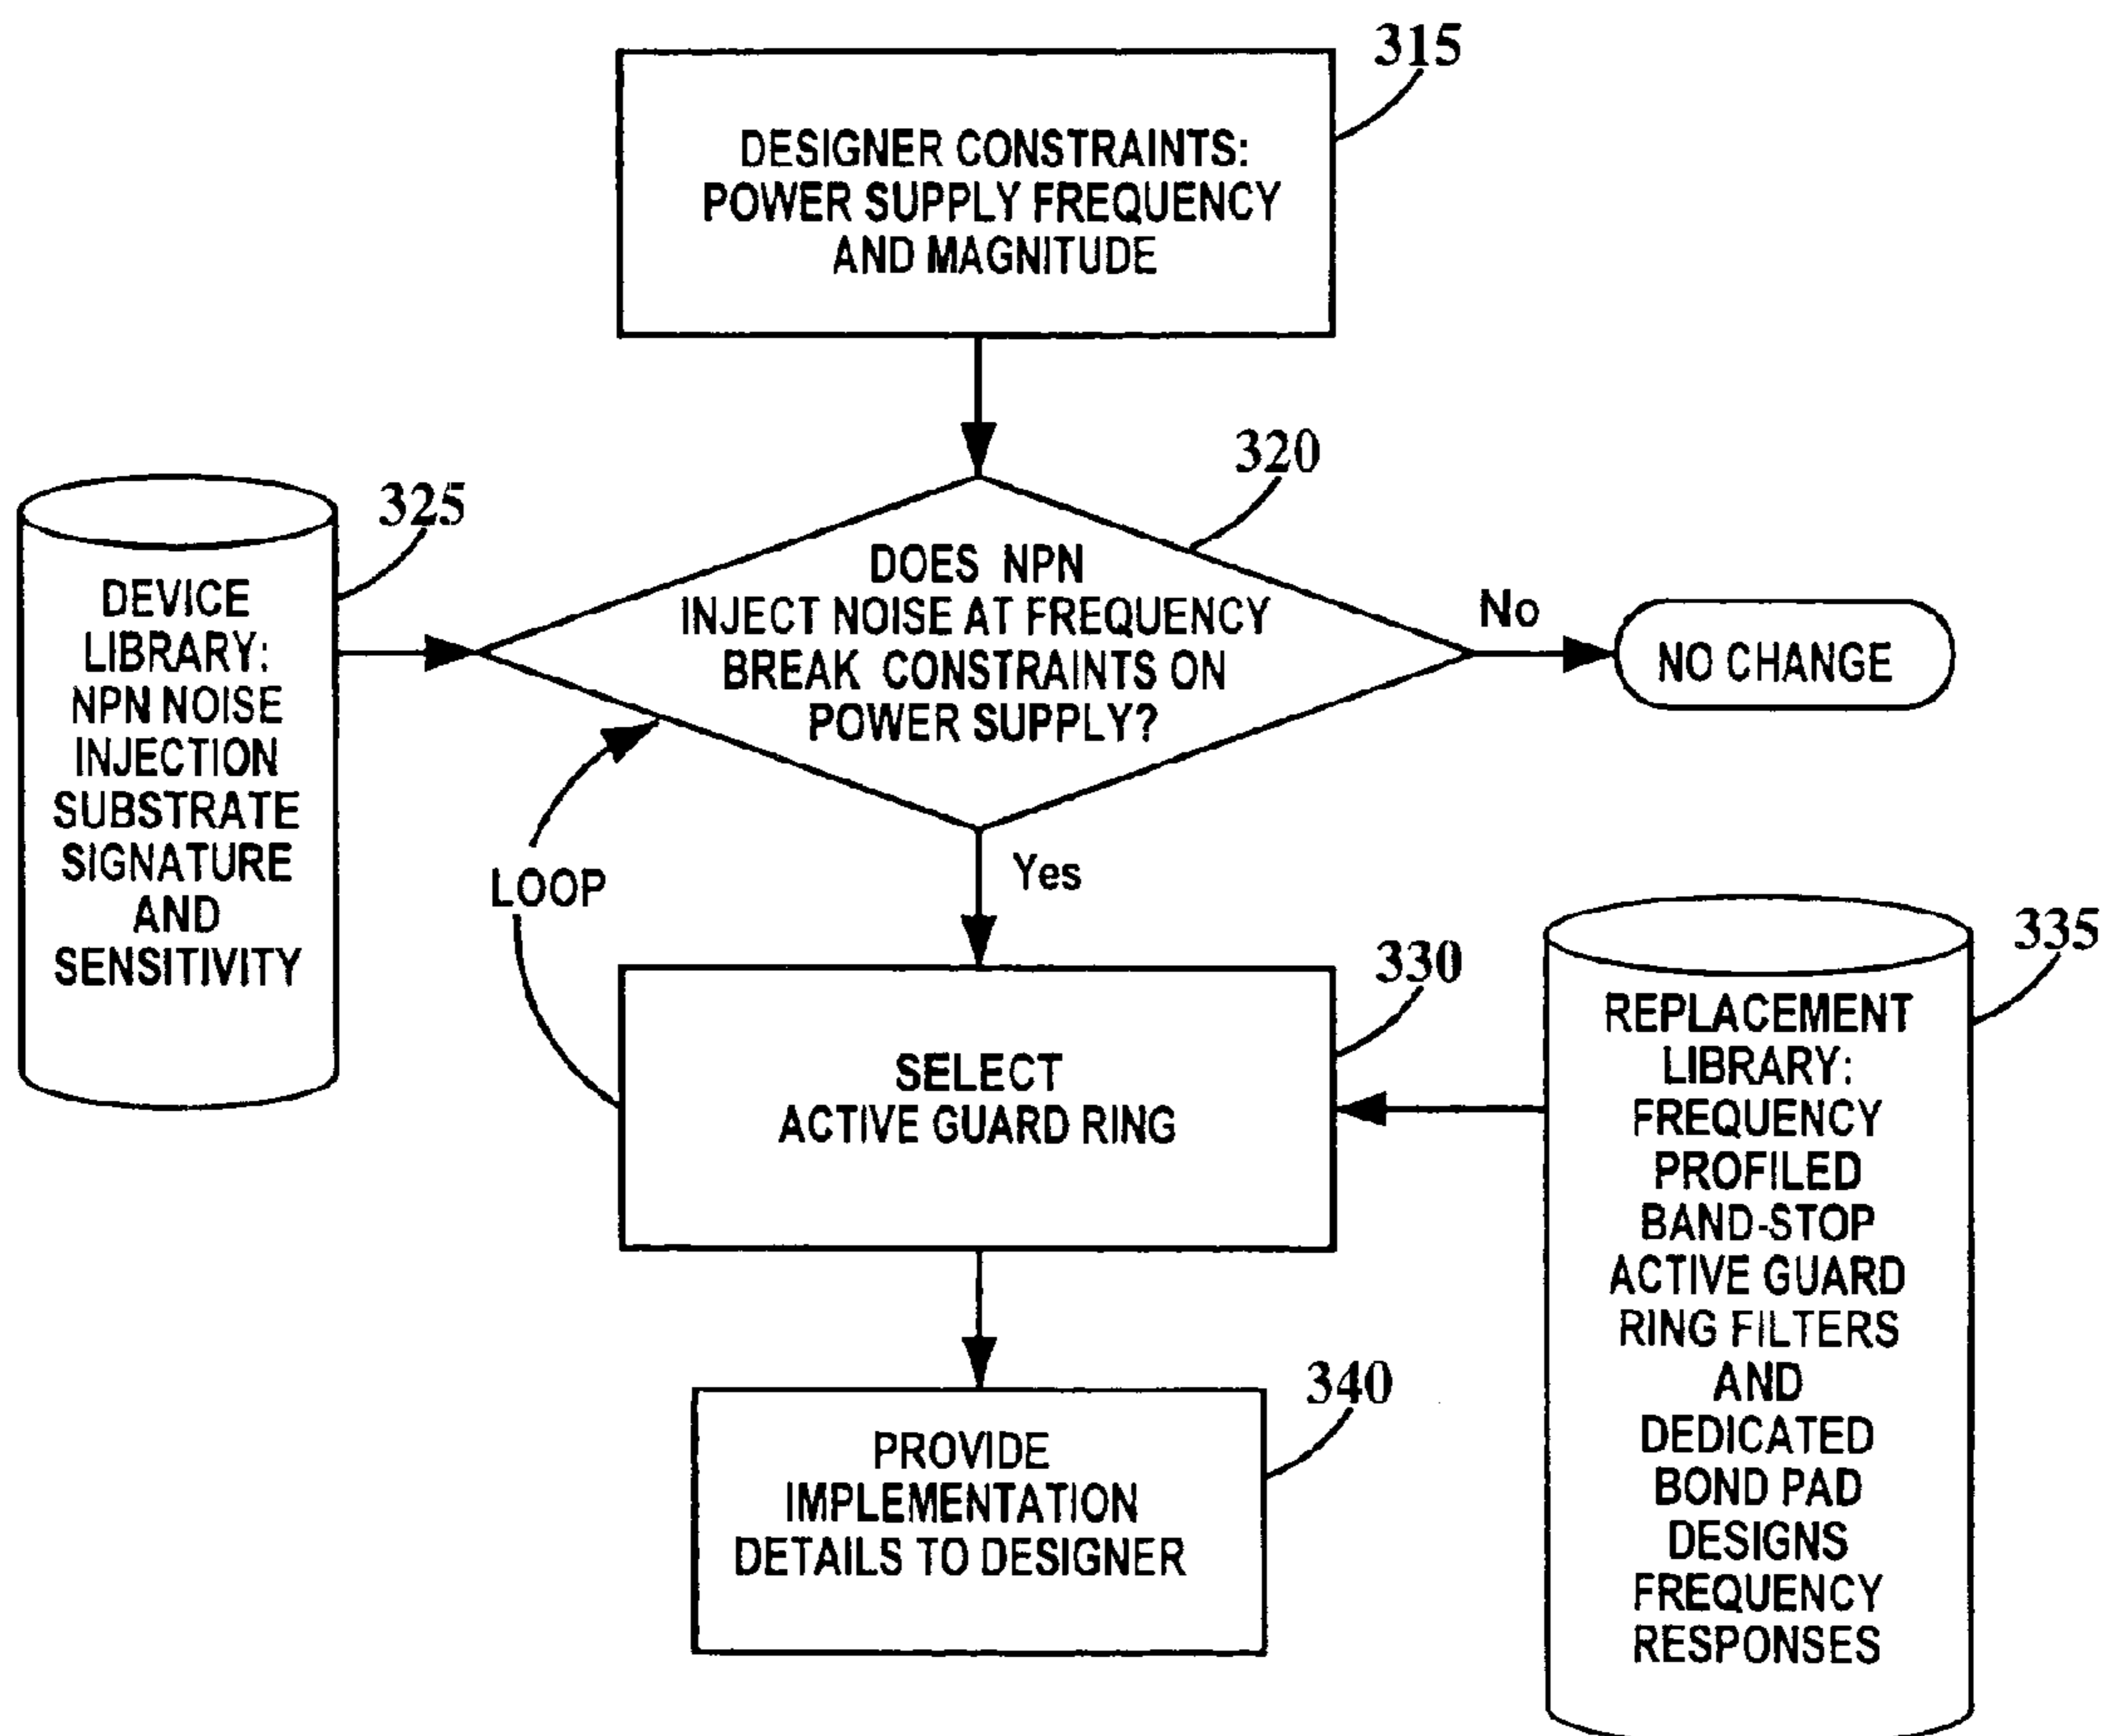 315
DESIGNER CONSTRAINTS:
POWER SUPPLY FREQUENCY
AND MAGNITUDE
320
DOES NPN
INJECT NOISE AT FREQUENCY
BREAK CONSTRAINTS ON
POWER SUPPLY?
No
NO CHANGE
325
DEVICE
LIBRARY:
NPN NOISE
INJECTION
SUBSTRATE
SIGNATURE
AND
SENSITIVITY
LOOP
Yes
330
SELECT
ACTIVE GUARD RING
335
REPLACEMENT
LIBRARY:
FREQUENCY
PROFILED
BAND-STOP
ACTIVE GUARD
RING FILTERS
AND
DEDICATED
BOND PAD
DESIGNS
FREQUENCY
RESPONSES
340
PROVIDE
IMPLEMENTATION
DETAILS TO DESIGNER